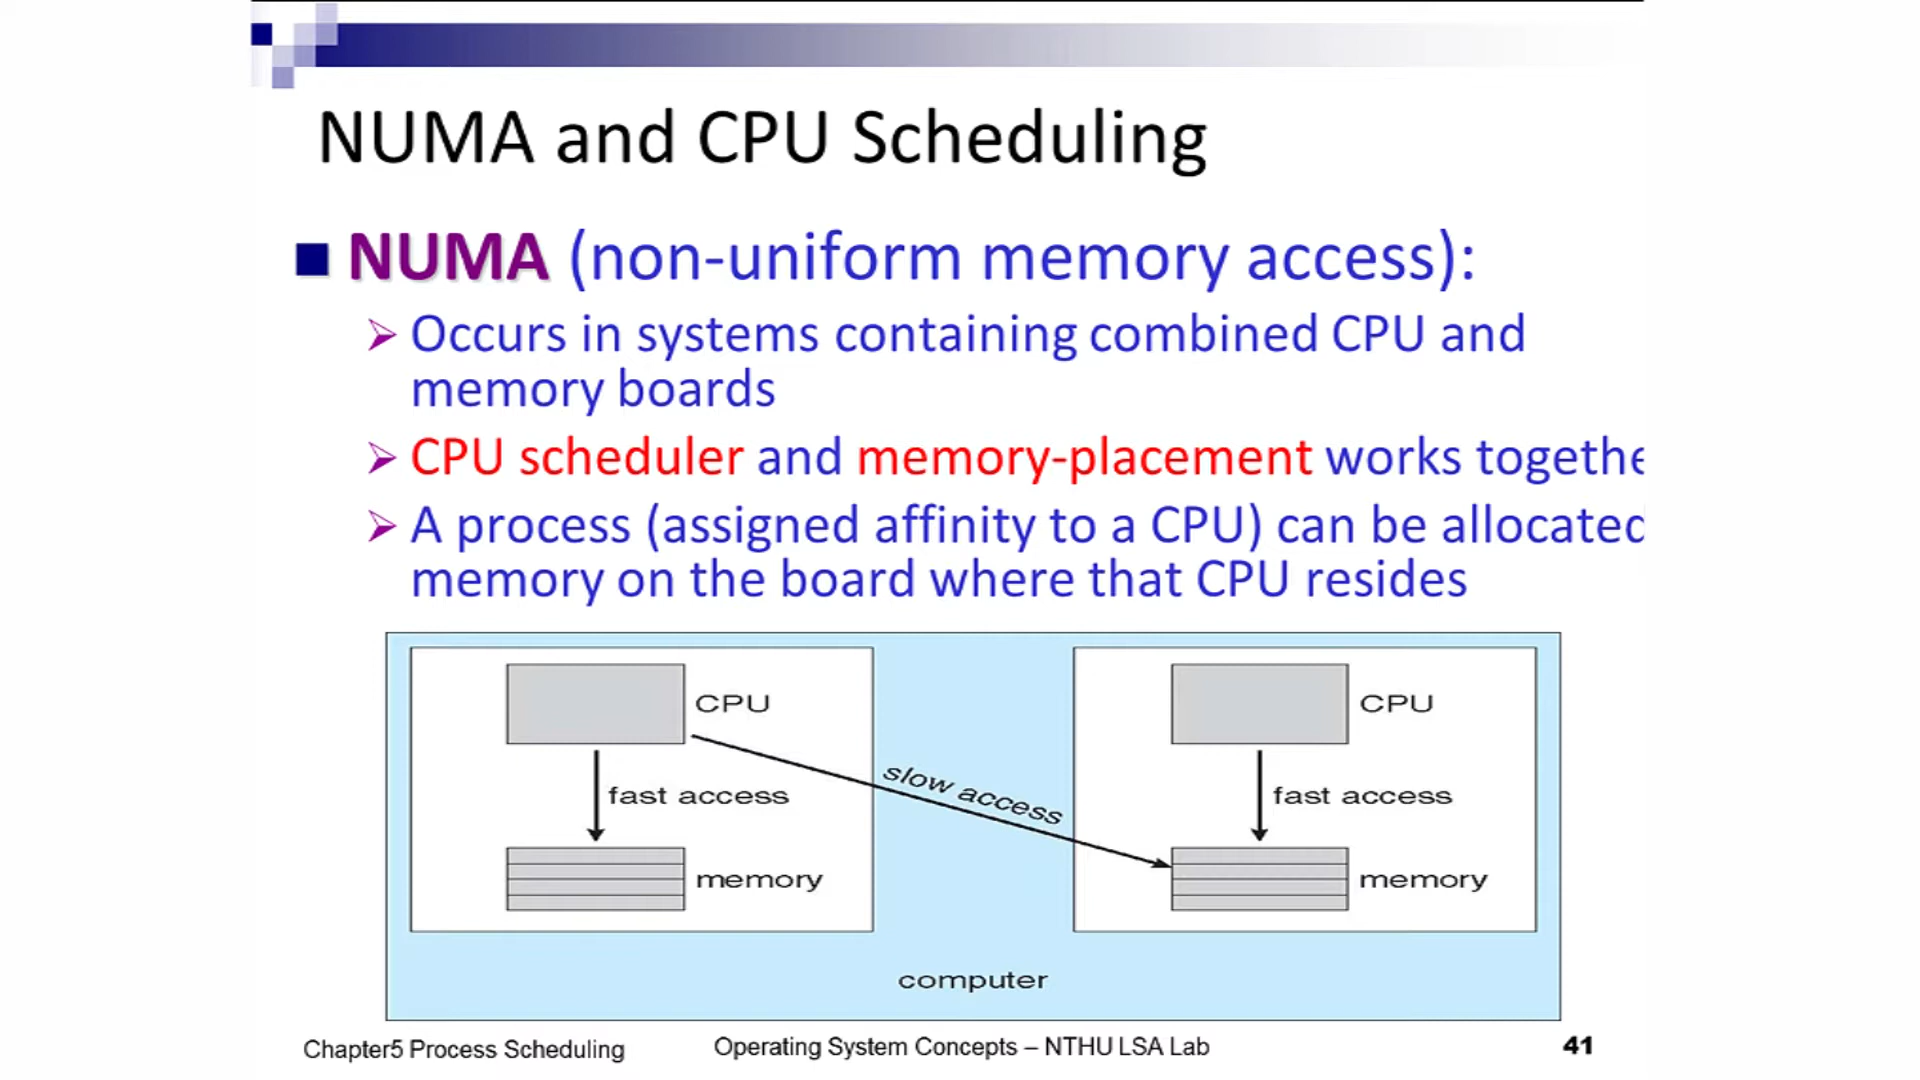 NUMA and CPU Scheduling
NUMA (non-uniform memory access):
Occurs in systems containing combined CPU and
memory boards
CPU scheduler and memory-placement works togethe
A process (assigned affinity to a CPU) can be allocated
memory on the board where that CPU resides
CPU
CPU
slow access
fast access
fast access
memory
memory
computer
Chapter5 Process Scheduling
Operating System Concepts – NTHU LSA Lab
41